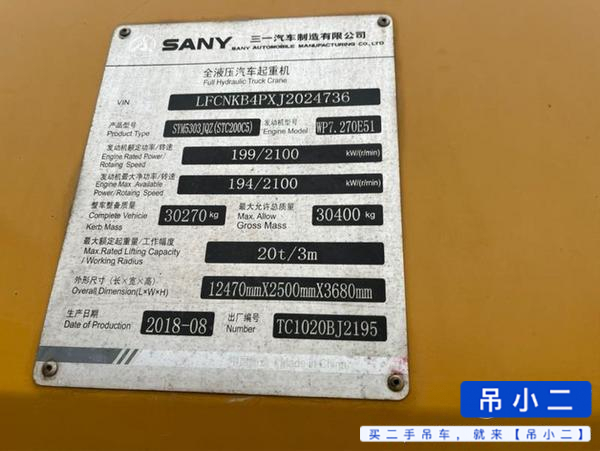 SANY 三一汽车制造有限公司
SANY AUTOMOBILE MANUFACTURING CO.,LTD
全液压汽车起重机
Full Hydraulic Truck Crane
VIN LFCNKB4PXJ2024736
产品型号 SYM5303JQZ(STC200C5) 发动机型号 WP7.270E51
Product Type Engine Model
发动机额定功率/转速 199/2100 kW/(r/min)
Engine Rated Power/
Rotaing Speed
发动机最大净功率/转速 194/2100 kW/(r/min)
Engine Max .Available
Power/Rotaing Speed
整车整备质量 30270 kg 最大允许总质量 30400 kg
Complete Vehicle Max. Allow
Kerb Mass Gross Mass
最大额定起重量/工作幅度 20t/3m
Max.Rated Lifting Capacity
/ Working Radius
外形尺寸（长×宽×高） 12470mmX2500mmX3680mm
Overall Dimension(L×W×H)
生产日期 2018-08 出厂编号 TC1020BJ2195
Date of Production Number
Made In China
吊小二
买二手吊车，就来【吊小二】